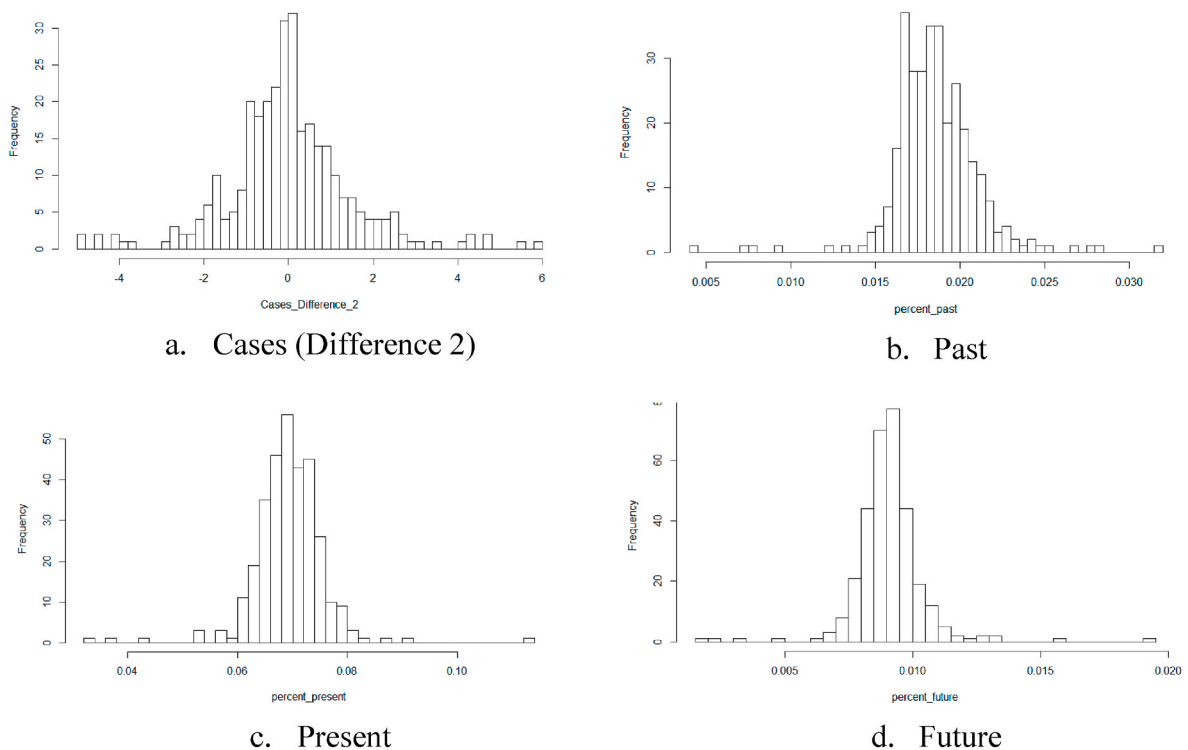 Frequency
0 5 10 15 20 25 30
-4 -2 0 2 4 6
Cases_Difference_2
a. Cases (Difference 2)
Frequency
0 10 20 30
0.005 0.010 0.015 0.020 0.025 0.030
percent_past
b. Past
Frequency
0 10 20 30 40 50
0.04 0.06 0.08 0.10
percent_present
c. Present
Frequency
0 20 40 60
0.005 0.010 0.015 0.020
percent_future
d. Future